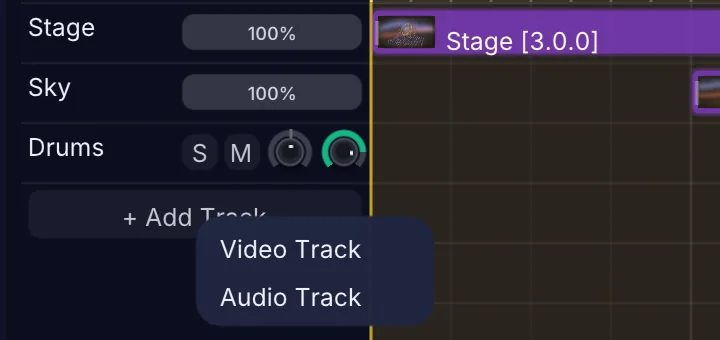 Stage
100%
Stage [3.0.0]
Sky
100%
Drums
S
M
+ Add Track
Video Track
Audio Track